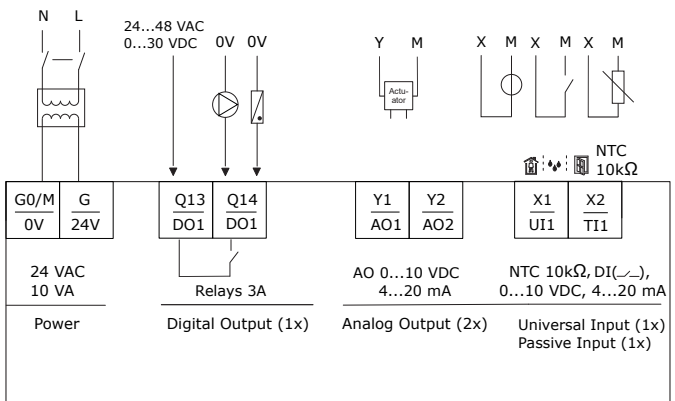 N L
24...48 VAC
0...30 VDC
0V 0V
Y M
X M X M X M
Actu-
ator
NTC
10kΩ
G0/M
0V
G
24V
Q13
DO1
Q14
DO1
Y1
AO1
Y2
AO2
X1
UI1
X2
TI1
24 VAC
10 VA
Relays 3A
AO 0...10 VDC
4...20 mA
NTC 10kΩ, DI( ),
0...10 VDC, 4...20 mA
Power
Digital Output (1x)
Analog Output (2x)
Universal Input (1x)
Passive Input (1x)